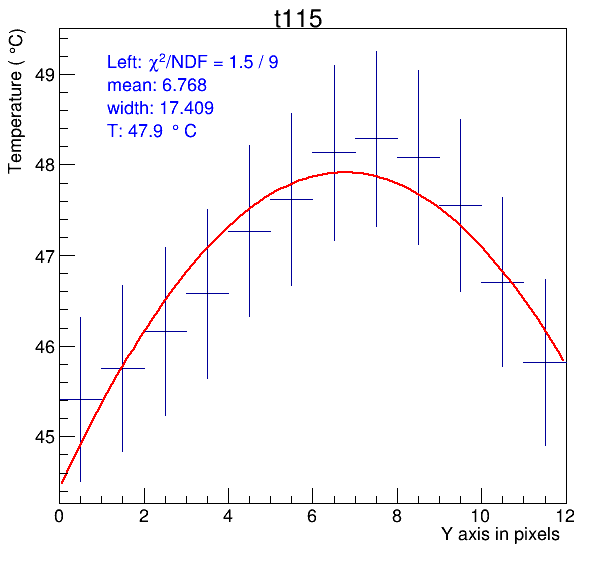 t115
Temperature ( °C)
Left: χ²/NDF = 1.5 / 9
mean: 6.768
width: 17.409
T: 47.9 ° C
49
48
47
46
45
0 2 4 6 8 10 12
Y axis in pixels